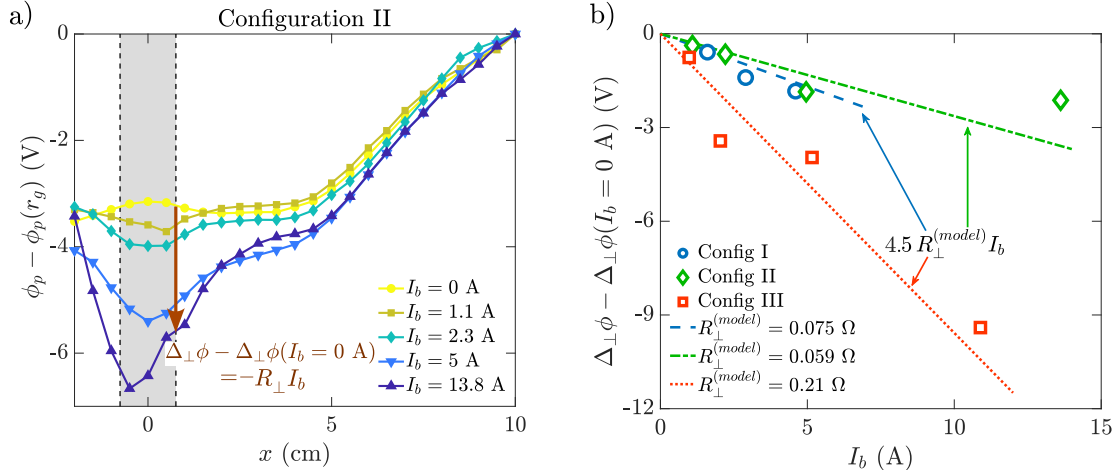 a)
Configuration II
0
-2
-4
-6
ϕ_p − ϕ_p(r_g) (V)
I_b = 0 A
I_b = 1.1 A
I_b = 2.3 A
I_b = 5 A
I_b = 13.8 A
Δ_⊥ϕ − Δ_⊥ϕ(I_b = 0 A)
=−R_⊥I_b
0
5
10
x (cm)
b)
0
-3
-6
-9
-12
Δ_⊥ϕ − Δ_⊥ϕ(I_b = 0 A) (V)
4.5 R_⊥^(model) I_b
Config I
Config II
Config III
R_⊥^(model) = 0.075 Ω
R_⊥^(model) = 0.059 Ω
R_⊥^(model) = 0.21 Ω
0
5
10
15
I_b (A)